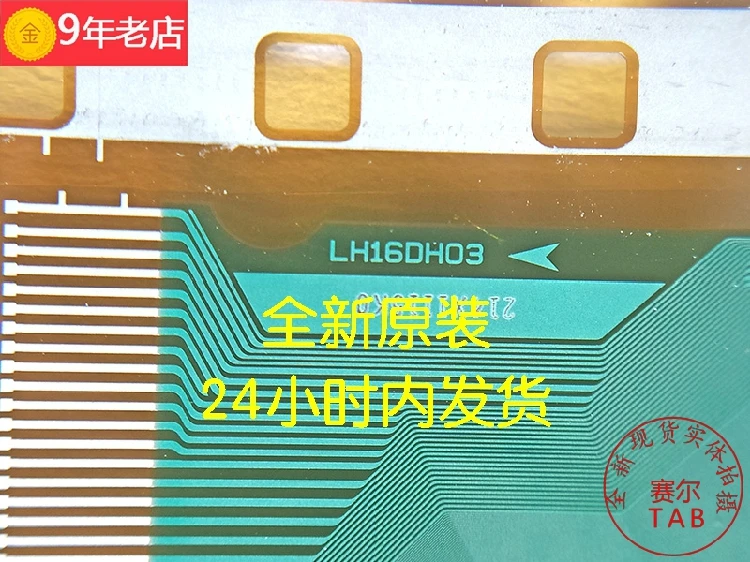 金 9年老店
LH16DH03
全新原装
24小时内发货
全新现货实体拍摄
赛尔
TAB